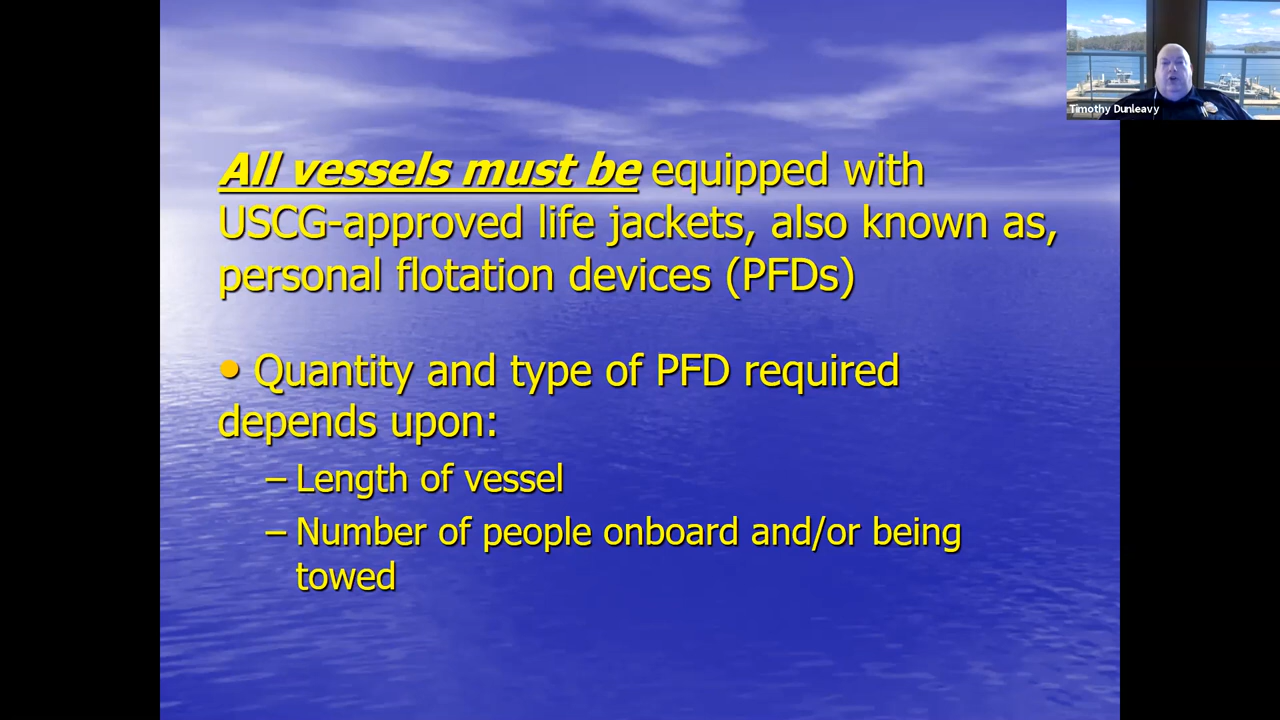 Timothy Dunleavy
All vessels must be equipped with
USCG-approved life jackets, also known as,
personal flotation devices (PFDs)
• Quantity and type of PFD required
depends upon:
– Length of vessel
– Number of people onboard and/or being
towed